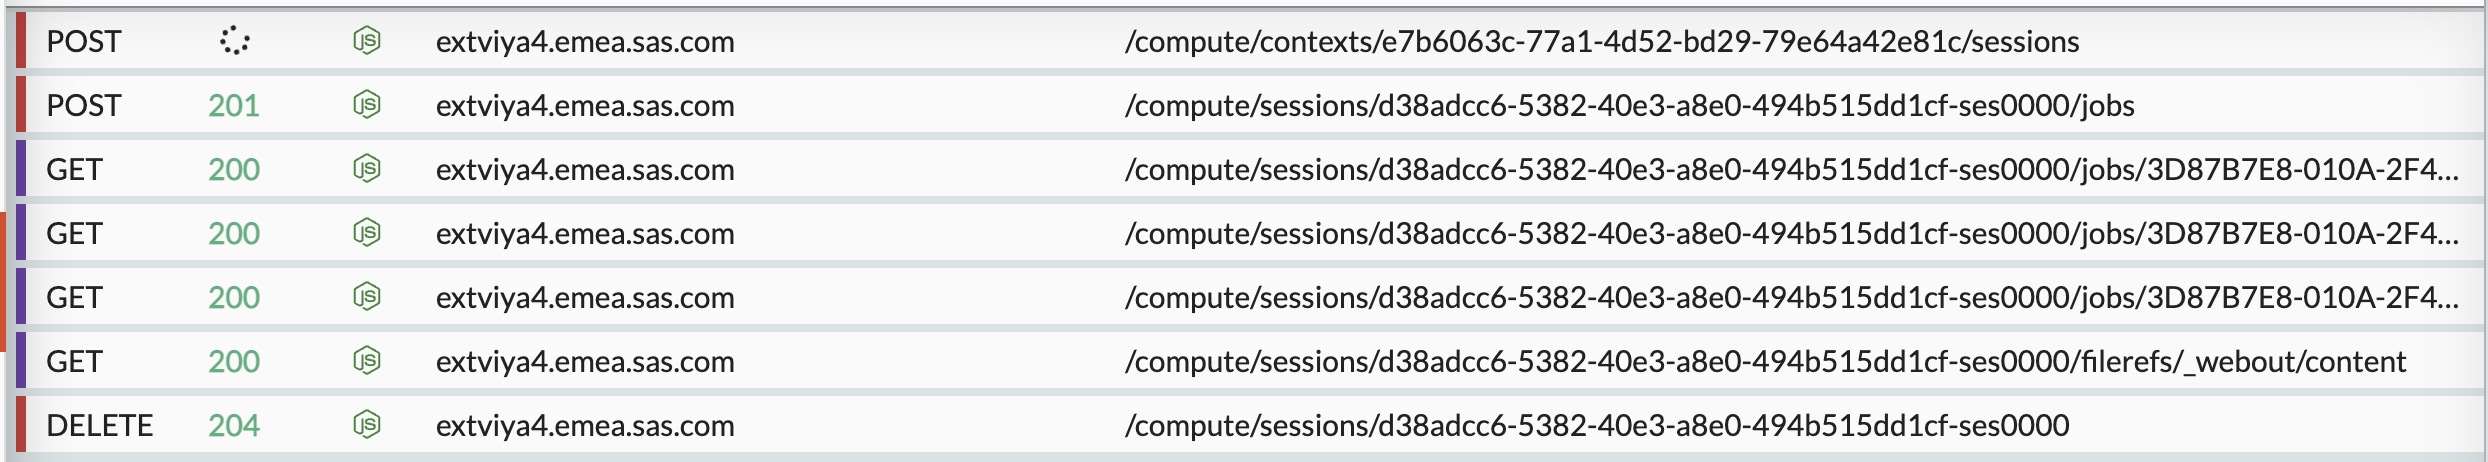 POST JS extviya4.emea.sas.com /compute/contexts/e7b6063c-77a1-4d52-bd29-79e64a42e81c/sessions
POST 201 JS extviya4.emea.sas.com /compute/sessions/d38adcc6-5382-40e3-a8e0-494b515dd1cf-ses0000/jobs
GET 200 JS extviya4.emea.sas.com /compute/sessions/d38adcc6-5382-40e3-a8e0-494b515dd1cf-ses0000/jobs/3D87B7E8-010A-2F4...
GET 200 JS extviya4.emea.sas.com /compute/sessions/d38adcc6-5382-40e3-a8e0-494b515dd1cf-ses0000/jobs/3D87B7E8-010A-2F4...
GET 200 JS extviya4.emea.sas.com /compute/sessions/d38adcc6-5382-40e3-a8e0-494b515dd1cf-ses0000/jobs/3D87B7E8-010A-2F4...
GET 200 JS extviya4.emea.sas.com /compute/sessions/d38adcc6-5382-40e3-a8e0-494b515dd1cf-ses0000/filerefs/_webout/content
DELETE 204 JS extviya4.emea.sas.com /compute/sessions/d38adcc6-5382-40e3-a8e0-494b515dd1cf-ses0000